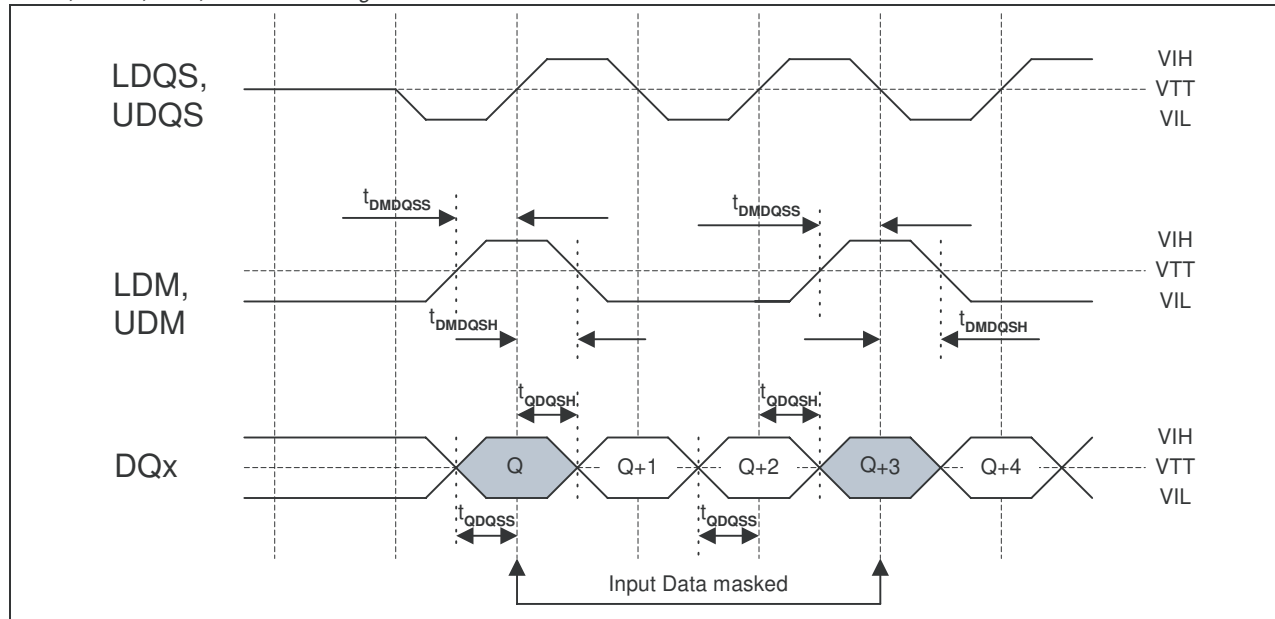 LDQS,
UDQS
VIH
VTT
VIL
tDMDQSS
tDMDQSS
LDM,
UDM
VIH
VTT
VIL
tDMDQSH
tDMDQSH
tQDQSH
tQDQSH
DQx
Q
Q+1
Q+2
Q+3
Q+4
VIH
VTT
VIL
tQDQSS
tQDQSS
Input Data masked